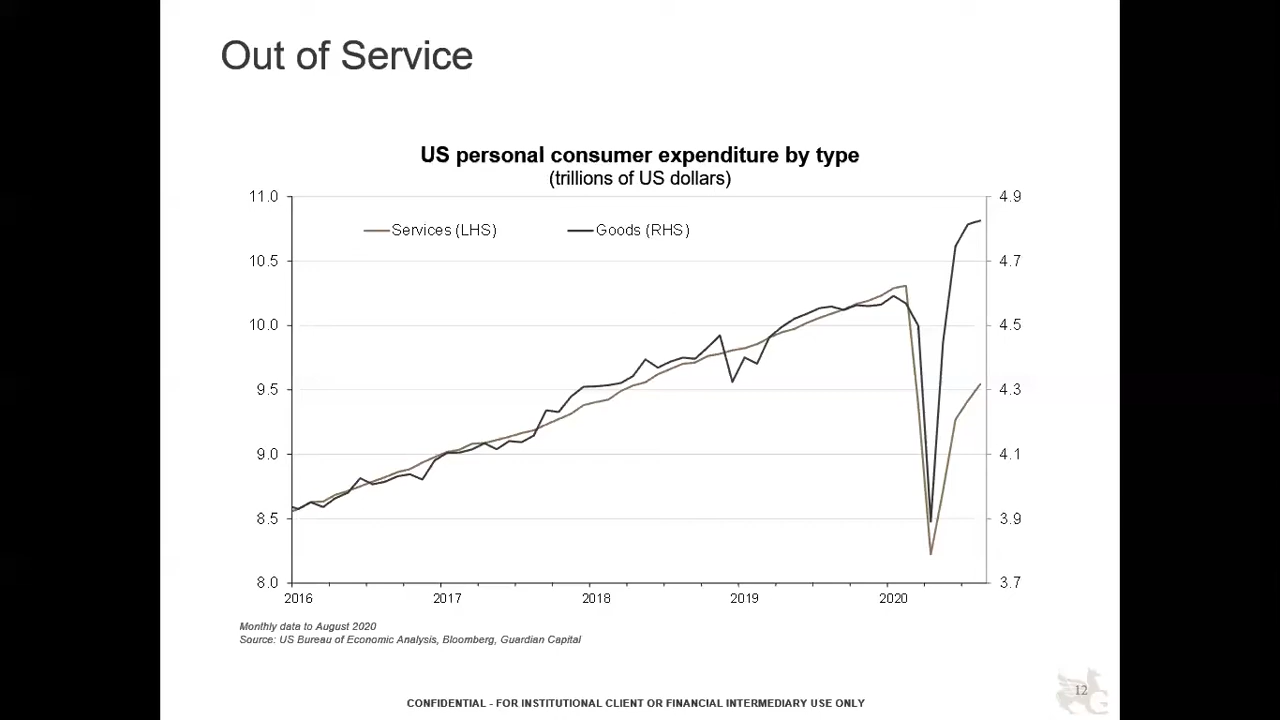 Out of Service
US personal consumer expenditure by type
(trillions of US dollars)
11.0
4.9
Services (LHS)
Goods (RHS)
10.5
4.7
10.0
4.5
9.5
4.3
9.0
4.1
8.5
3.9
8.0
3.7
2016
2017
2018
2019
2020
Monthly data to August 2020
Source: US Bureau of Economic Analysis, Bloomberg, Guardian Capital
12
CONFIDENTIAL - FOR INSTITUTIONAL CLIENT OR FINANCIAL INTERMEDIARY USE ONLY